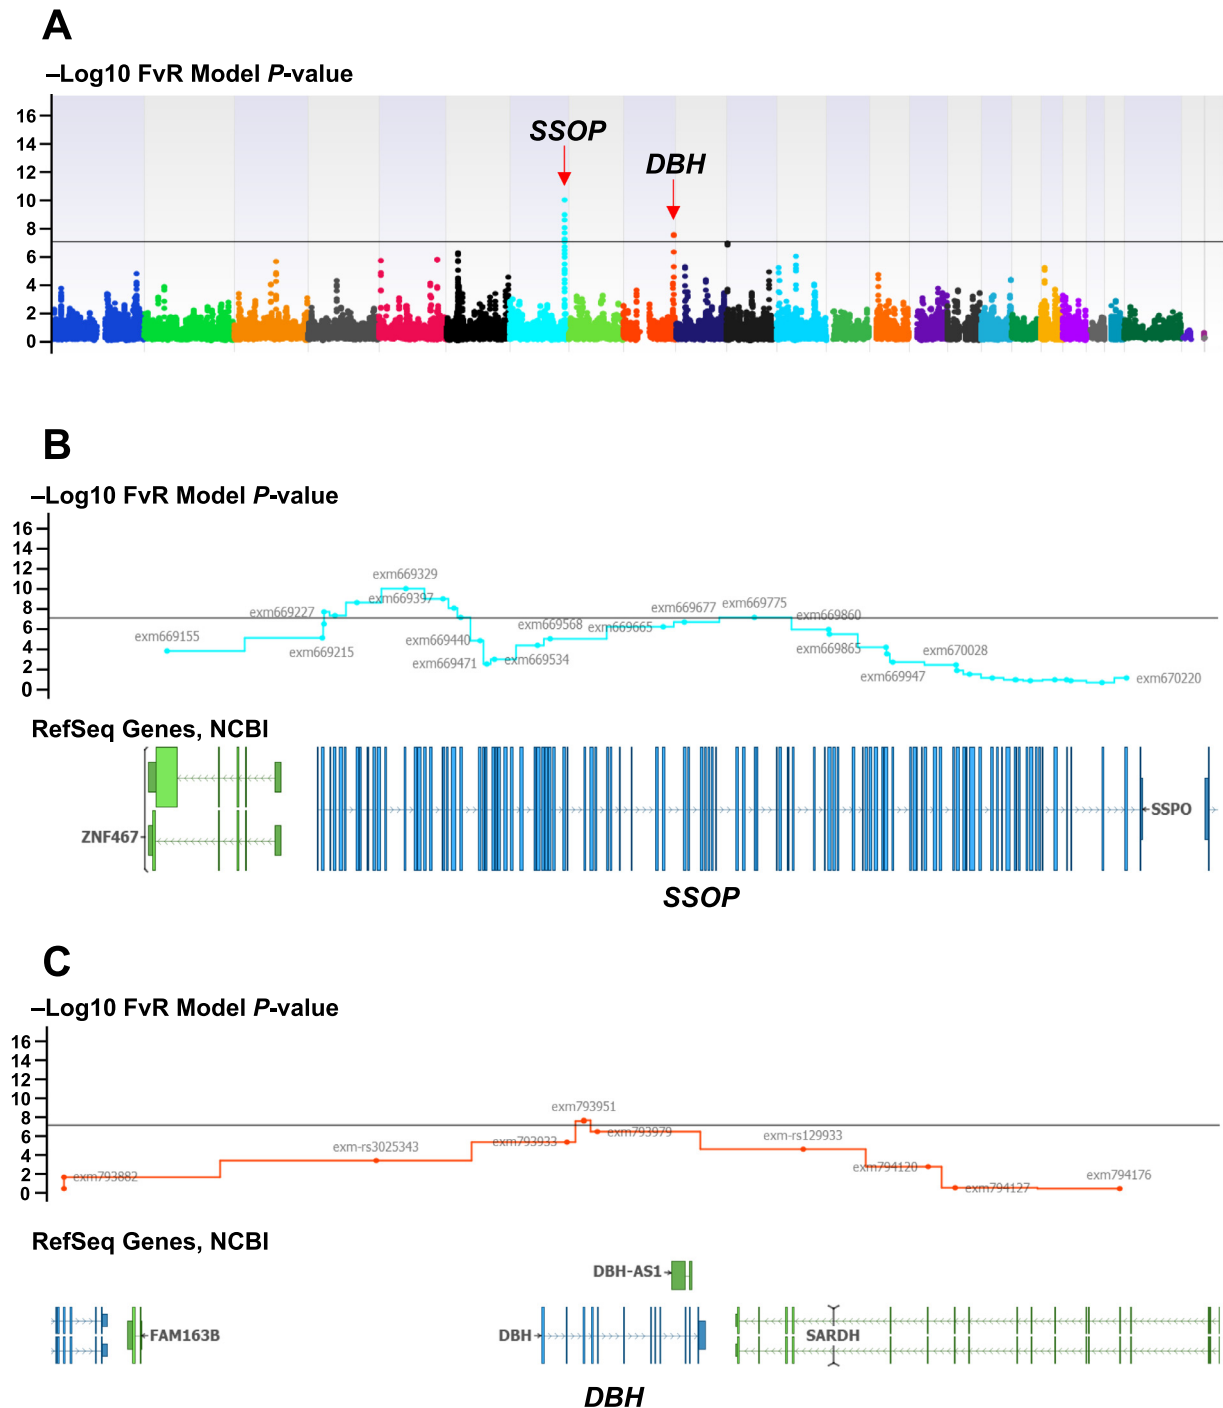 A
–Log10 FvR Model P-value
16
14
12
10
8
6
4
2
0
SSOP
DBH
B
–Log10 FvR Model P-value
16
14
12
10
8
6
4
2
0
exm669155
exm669227
exm669215
exm669329
exm669397
exm669440
exm669471
exm669534
exm669568
exm669665
exm669677
exm669775
exm669860
exm669865
exm669947
exm670028
exm670220
RefSeq Genes, NCBI
ZNF467
SSPO
SSOP
C
–Log10 FvR Model P-value
16
14
12
10
8
6
4
2
0
exm793882
exm-rs3025343
exm793933
exm793951
exm793979
exm-rs129933
exm794120
exm794127
exm794176
RefSeq Genes, NCBI
DBH-AS1
FAM163B
DBH
SARDH
DBH